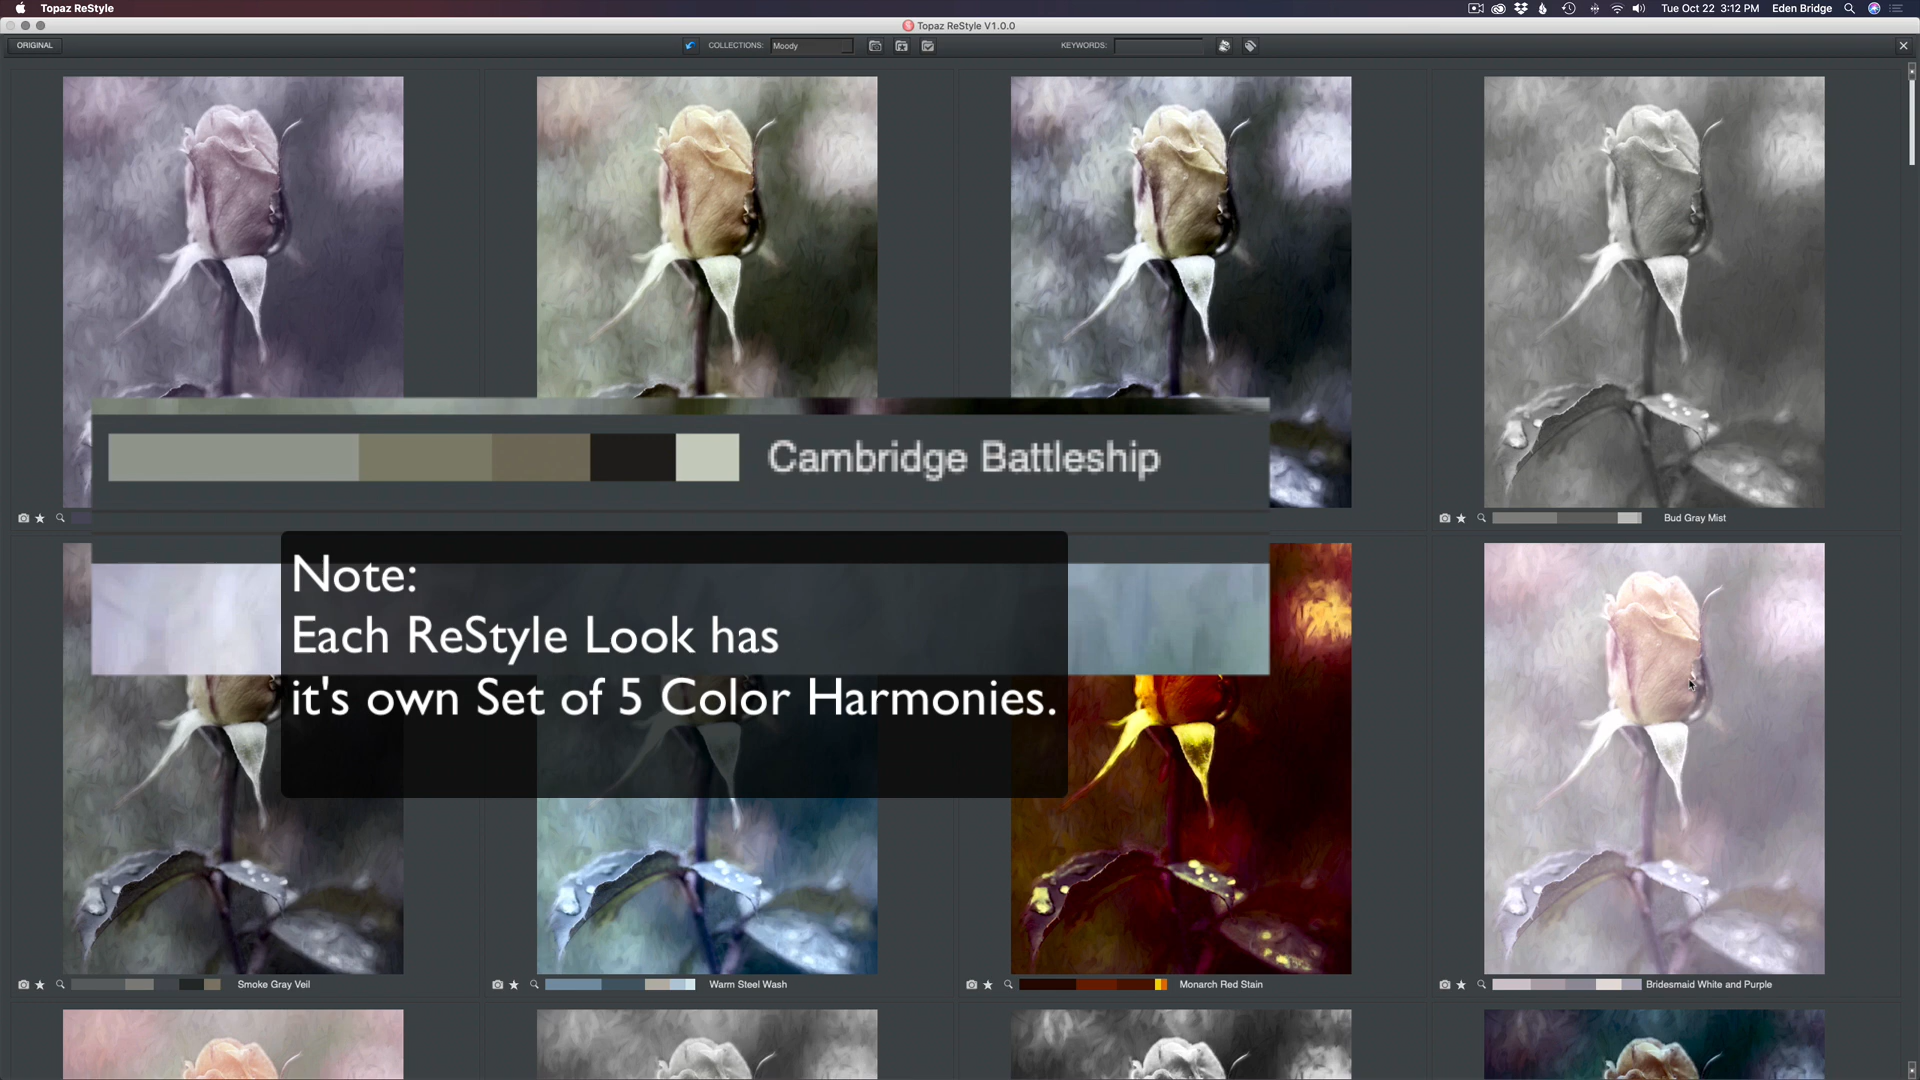 Topaz ReStyle
Tue Oct 22 3:12 PM Eden Bridge
Topaz ReStyle V1.0.0
ORIGINAL
COLLECTIONS: Moody
KEYWORDS:
Cambridge Battleship
Bud Gray Mist
Note:
Each ReStyle Look has
it's own Set of 5 Color Harmonies.
Smoke Gray Veil
Warm Steel Wash
Monarch Red Stain
Bridesmaid White and Purple